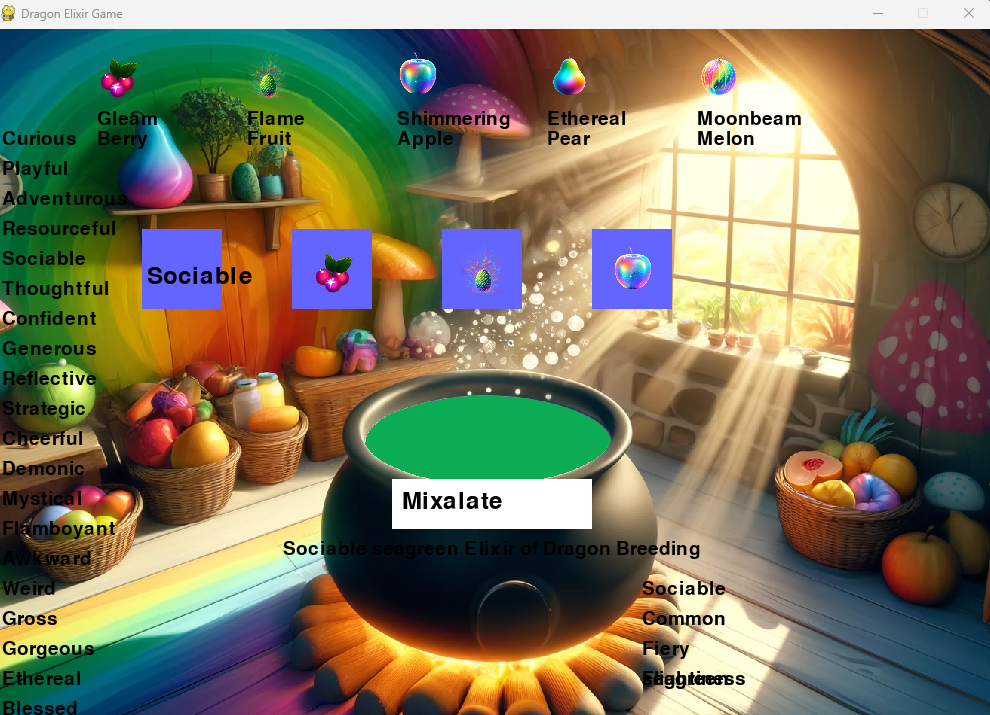 Dragon Elixir Game
Gleam
Berry
Flame
Fruit
Shimmering
Apple
Ethereal
Pear
Moonbeam
Melon
Curious
Playful
Adventurous
Resourceful
Sociable
Thoughtful
Confident
Generous
Reflective
Strategic
Cheerful
Demonic
Mystical
Flamboyant
Awkward
Weird
Gross
Gorgeous
Ethereal
Blessed
Sociable
Mixalate
Sociable seagreen Elixir of Dragon Breeding
Sociable
Common
Fiery